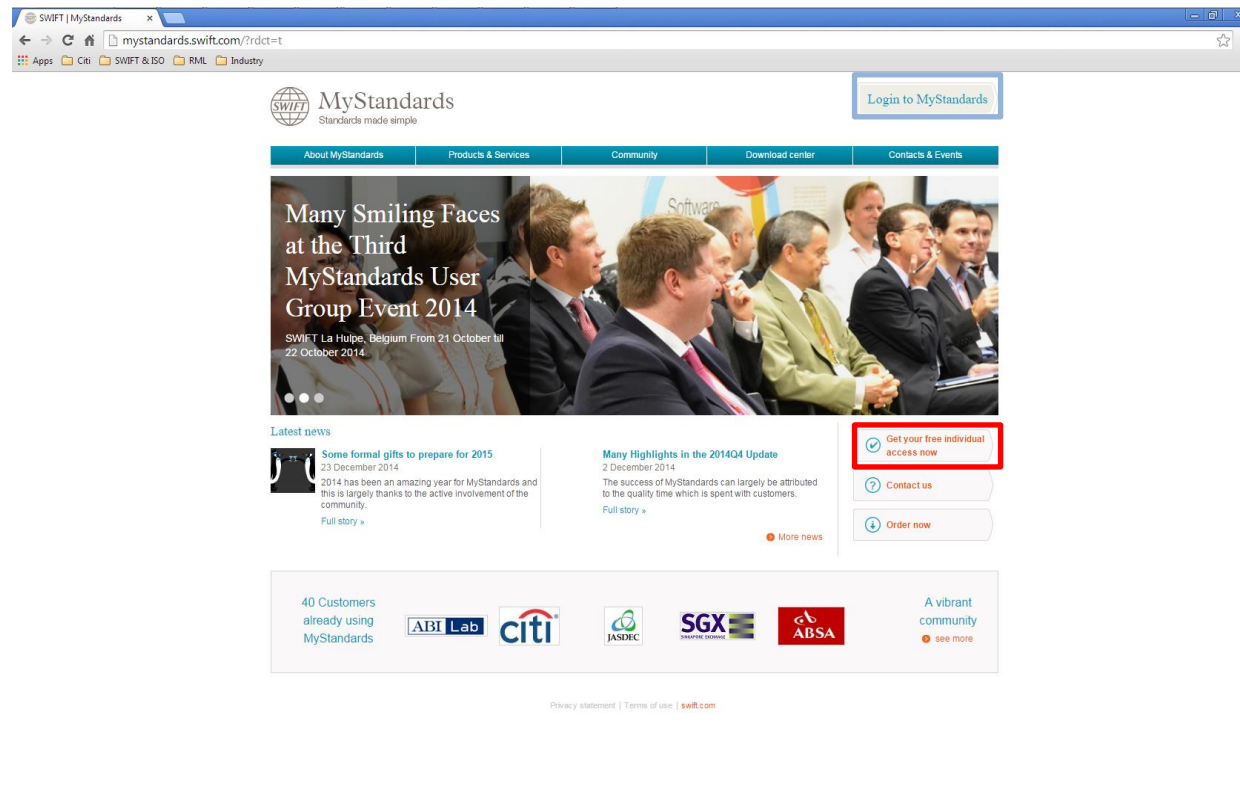 SWIFT | MyStandards
mystandards.swift.com/?rdct=t
Apps Citi SWIFT & ISO RML Industry
SWIFT
MyStandards
Standards made simple
Login to MyStandards
About MyStandards Products & Services Community Download center Contacts & Events
Software
Many Smiling Faces
at the Third
MyStandards User
Group Event 2014
SWIFT La Hulpe, Belgium From 21 October till
22 October 2014
Latest news
Some formal gifts to prepare for 2015
23 December 2014
2014 has been an amazing year for MyStandards and
this is largely thanks to the active involvement of the
community.
Full story »
Many Highlights in the 2014Q4 Update
2 December 2014
The success of MyStandards can largely be attributed
to the quality time which is spent with customers.
Full story »
More news
Get your free individual
access now
Contact us
Order now
40 Customers
already using
MyStandards
ABI Lab
citi
JASDEC
SGX
SINGAPORE EXCHANGE
ABSA
A vibrant
community
see more
Privacy statement | Terms of use | swift.com